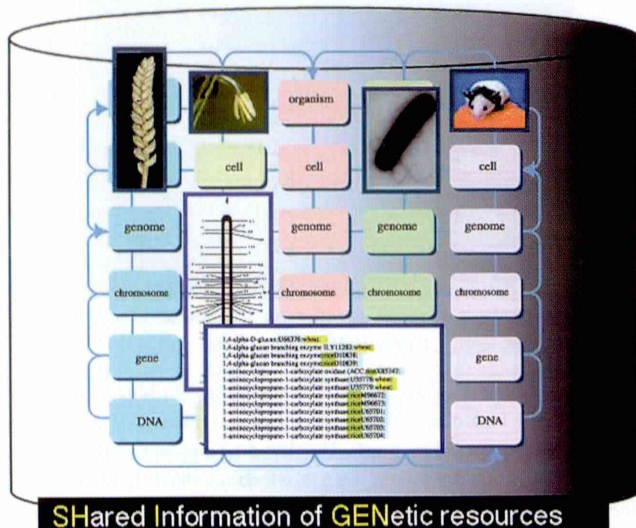 organism
cell
cell
cell
4
genome
genome
genome
genome
chromosome
chromosome
chromosome
chromosome
gene
gene
DNA
DNA
1,4-alpha-D-glucan:U66376:wheat:
1,4-alpha-glucan branching enzyme II:Y11282:wheat:
1,4-alpha-glucan branching enzyme:rice:D10838:
1,4-alpha-glucan branching enzyme:rice:D10839:
1-aminocyclopropane-1-carboxylate oxidase (ACC:rice:X85747:
1-aminocyclopropane-1-carboxylate synthase:U35778:wheat:
1-aminocyclopropane-1-carboxylate synthase:U35779:wheat:
1-aminocyclopropane-1-carboxylate synthase:rice:M96672:
1-aminocyclopropane-1-carboxylate synthase:rice:M96673:
1-aminocyclopropane-1-carboxylate synthase:rice:U65701:
1-aminocyclopropane-1-carboxylate synthase:rice:U65702:
1-aminocyclopropane-1-carboxylate synthase:rice:U65703:
1-aminocyclopropane-1-carboxylate synthase:rice:U65704:
SHared Information of GENetic resources